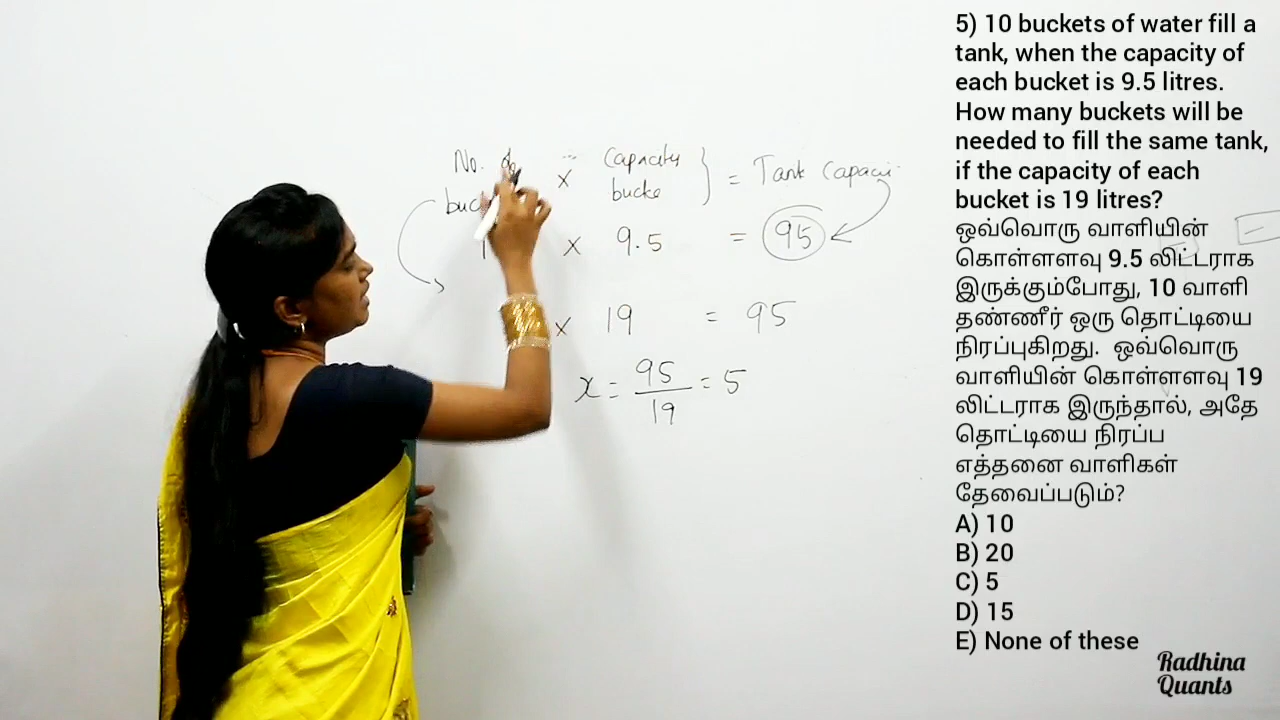 No. of × Capacity
bucke
= Tank
× 9.5 = 95
× 19 = 95
x = 95/19 = 5
5) 10 buckets of water fill a
tank, when the capacity of
each bucket is 9.5 litres.
How many buckets will be
needed to fill the same tank,
if the capacity of each
bucket is 19 litres?
ஒவ்வொரு வாளியின்
கொள்ளளவு 9.5 லிட்டராக
இருக்கும்போது, 10 வாளி
தண்ணீர் ஒரு தொட்டியை
நிரப்புகிறது. ஒவ்வொரு
வாளியின் கொள்ளளவு 19
லிட்டராக இருந்தால், அதே
தொட்டியை நிரப்ப
எத்தனை வாளிகள்
தேவைப்படும்?
A) 10
B) 20
C) 5
D) 15
E) None of these
Radhina
Quants